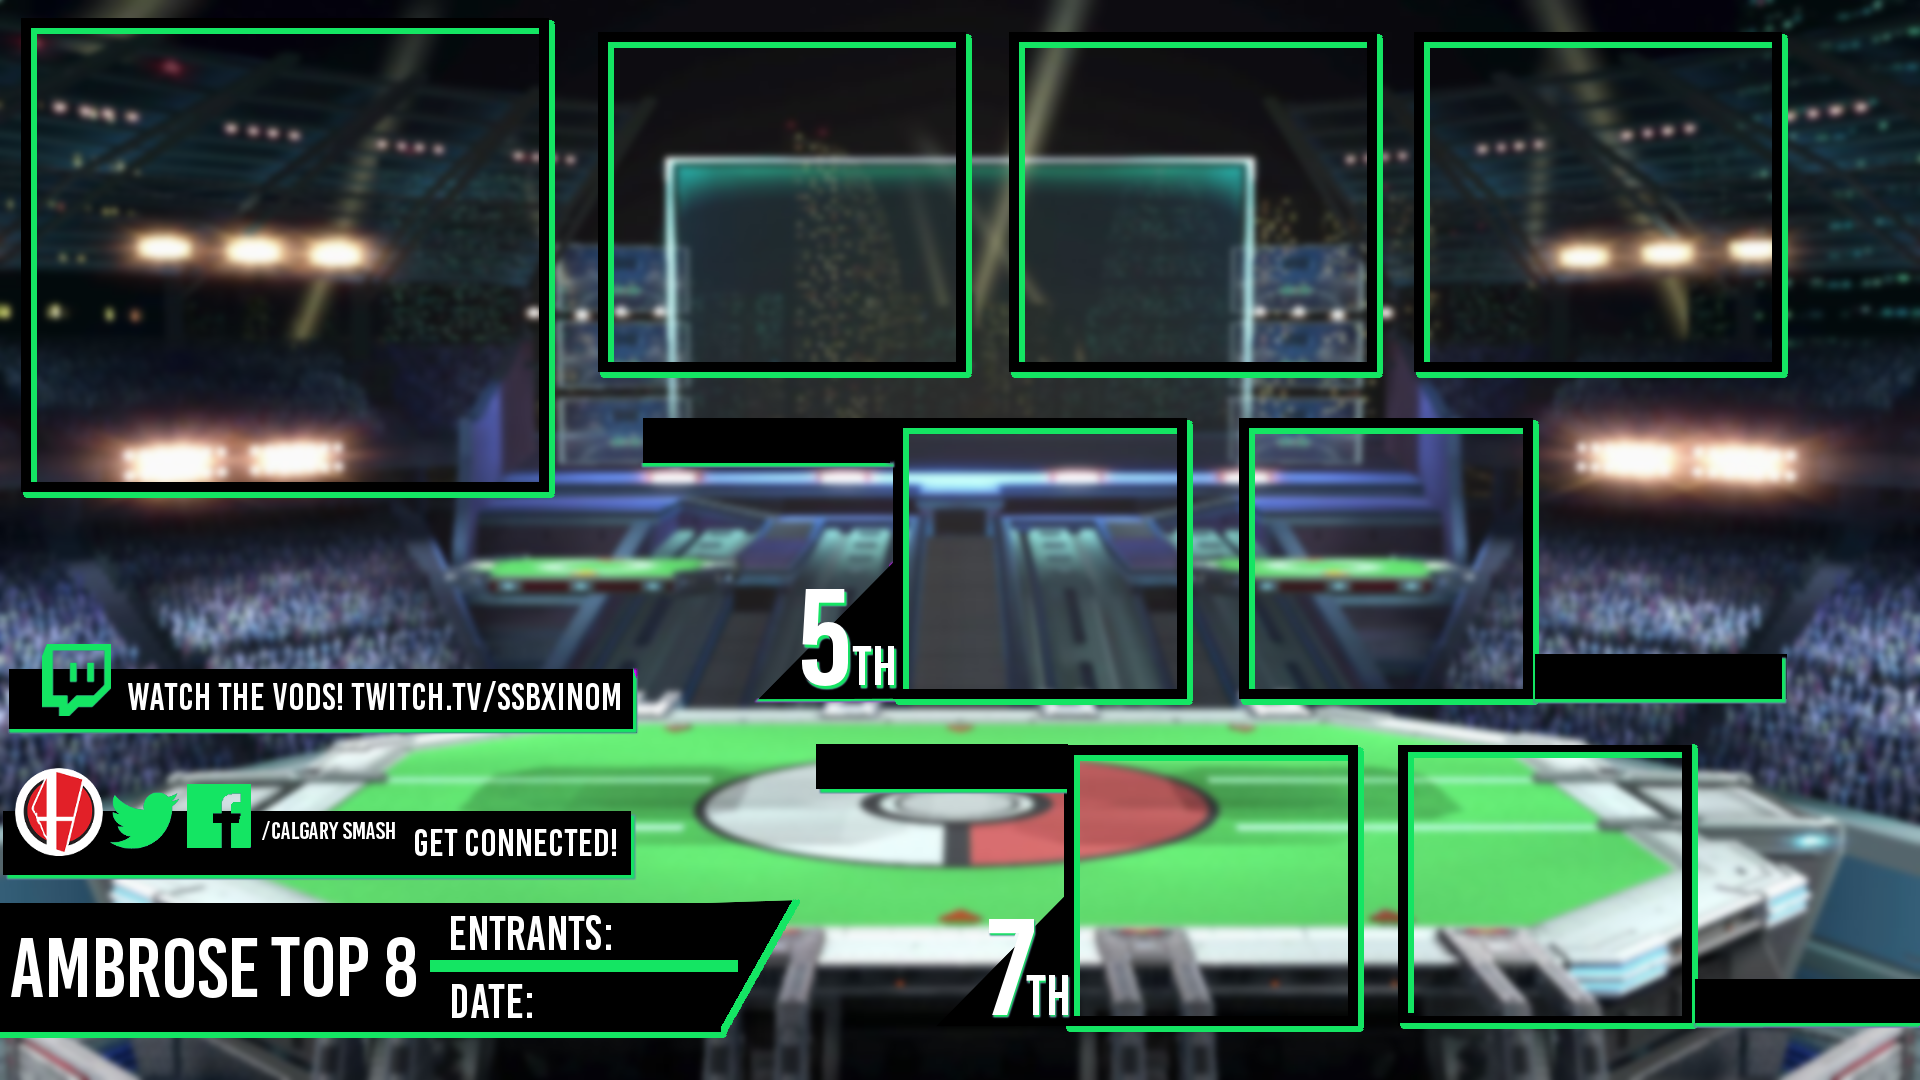 5TH
WATCH THE VODS! TWITCH.TV/SSBXINOM
/CALGARY SMASH
GET CONNECTED!
7TH
AMBROSE TOP 8
ENTRANTS:
DATE: